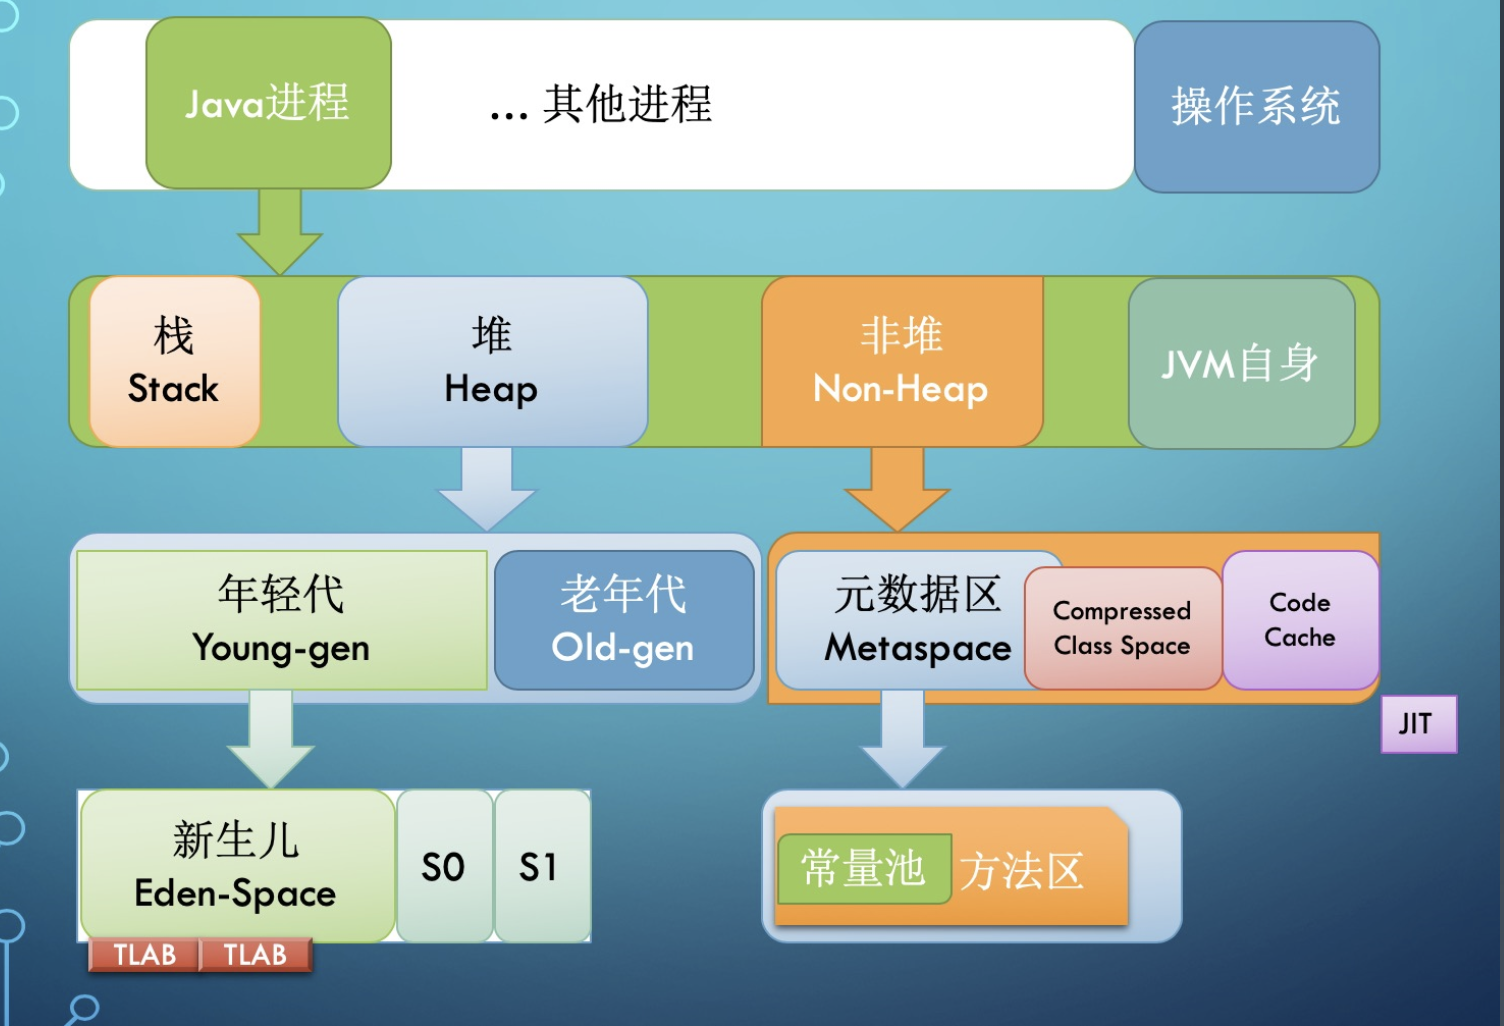 Java进程
... 其他进程
操作系统
栈
Stack
堆
Heap
非堆
Non-Heap
JVM自身
年轻代
Young-gen
老年代
Old-gen
元数据区
Metaspace
Compressed
Class Space
Code
Cache
JIT
新生儿
Eden-Space
S0
S1
TLAB
TLAB
常量池
方法区